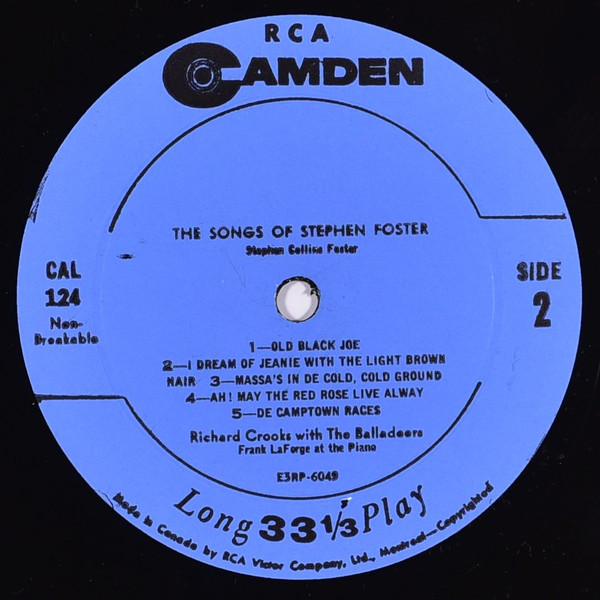 RCA
CAMDEN
THE SONGS OF STEPHEN FOSTER
Stephen Collins Foster
CAL
124
Non-
Breakable
SIDE
2
1—OLD BLACK JOE
2—I DREAM OF JEANIE WITH THE LIGHT BROWN
HAIR 3—MASSA'S IN DE COLD, COLD GROUND
4—AH! MAY THE RED ROSE LIVE ALWAY
5—DE CAMPTOWN RACES
Richard Crooks with The Balladeers
Frank LaForge at the Piano
E3RP-6049
Long 33 1/3 Play
Made in Canada by RCA Victor Company, Ltd., Montreal—Copyrighted